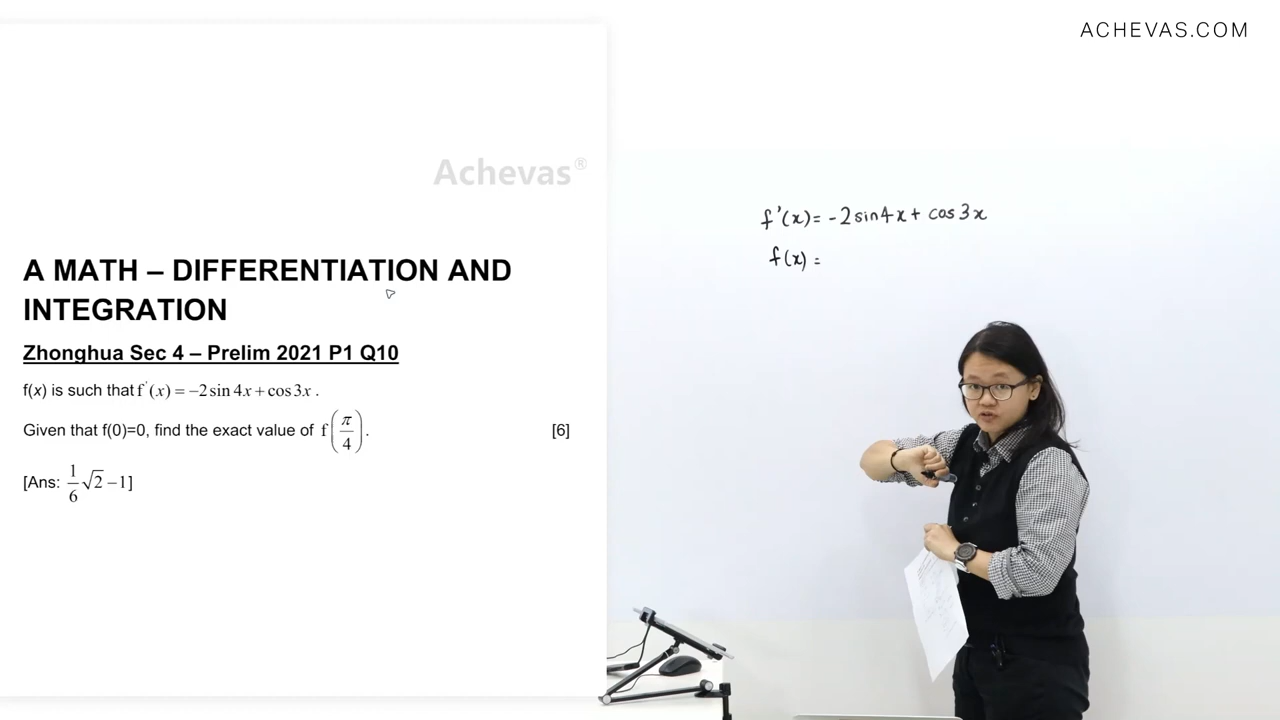 ACHEVAS.COM
Achevas®
A MATH – DIFFERENTIATION AND
INTEGRATION
Zhonghua Sec 4 – Prelim 2021 P1 Q10
f(x) is such that f'(x) = −2 sin 4x + cos 3x .
Given that f(0)=0, find the exact value of f(π/4). [6]
[Ans: 1/6 √2 − 1]
f'(x) = -2 sin 4x + cos 3x
f(x) =